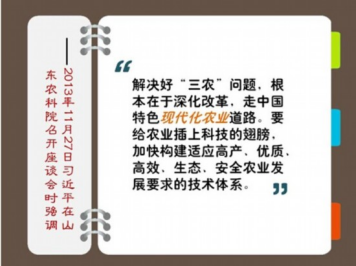 ——2013年11月27日习近平在山
东农科院召开座谈会时强调
“
解决好“三农”问题，根
本在于深化改革，走中国
特色现代化农业道路。要
给农业插上科技的翅膀，
加快构建适应高产、优质、
高效、生态、安全农业发
展要求的技术体系。
”